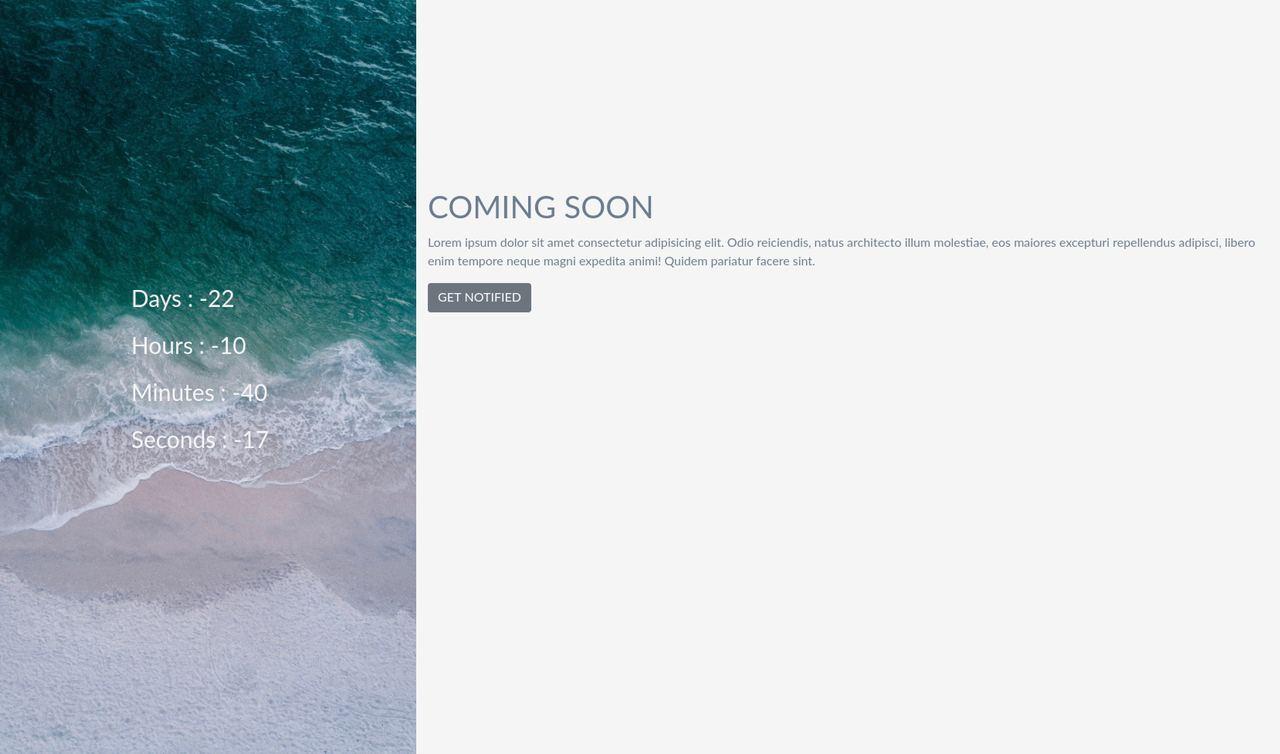 Days : -22
Hours : -10
Minutes : -40
Seconds : -17
COMING SOON
Lorem ipsum dolor sit amet consectetur adipisicing elit. Odio reiciendis, natus architecto illum molestiae, eos maiores excepturi repellendus adipisci, libero
enim tempore neque magni expedita animi! Quidem pariatur facere sint.
GET NOTIFIED